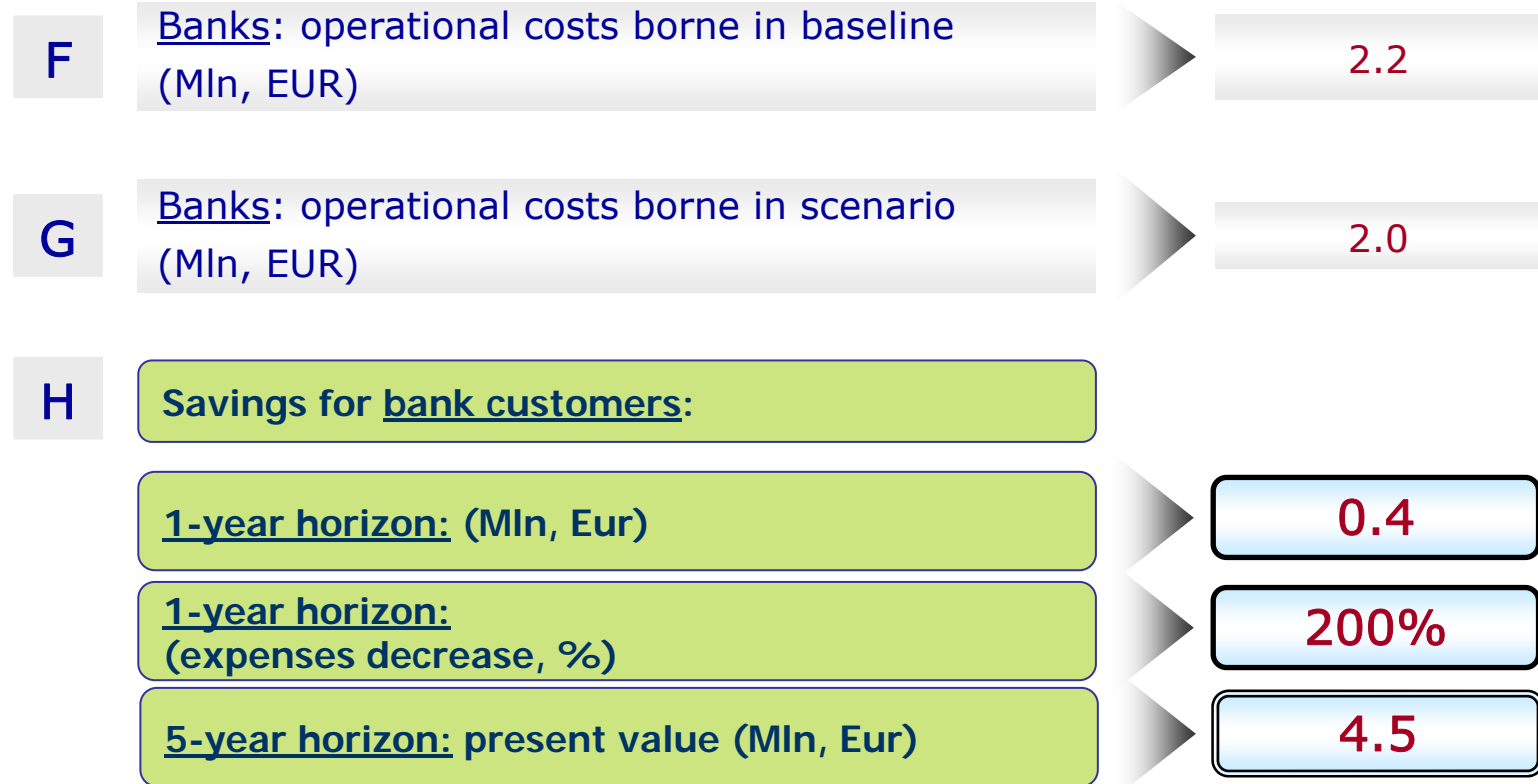 F
Banks: operational costs borne in baseline
(Mln, EUR)
2.2
G
Banks: operational costs borne in scenario
(Mln, EUR)
2.0
H
Savings for bank customers:
1-year horizon: (Mln, Eur)
0.4
1-year horizon:
(expenses decrease, %)
200%
5-year horizon: present value (Mln, Eur)
4.5